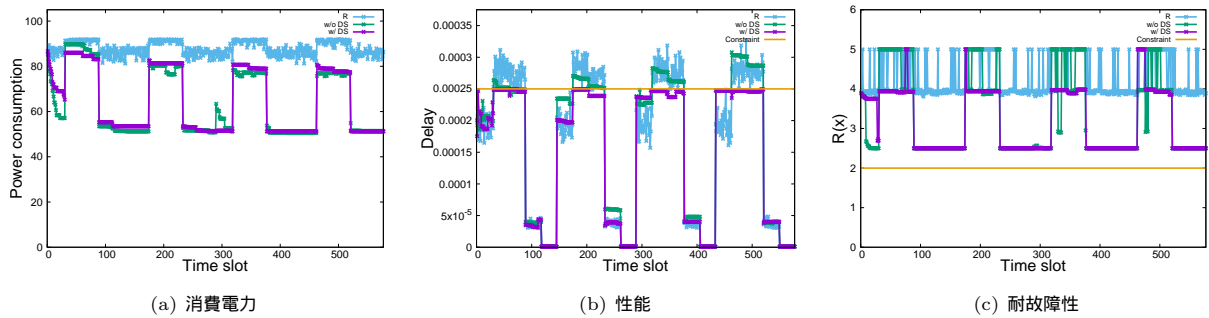 Power consumption
100
80
60
40
20
0
0 100 200 300 400 500
Time slot
R
w/o DS
w/ DS
(a) 消費電力
Delay
0.00035
0.0003
0.00025
0.0002
0.00015
0.0001
5x10⁻⁵
0
0 100 200 300 400 500
Time slot
R
w/o DS
w/ DS
Constraint
(b) 性能
R(x)
6
5
4
3
2
1
0
0 100 200 300 400 500
Time slot
R
w/o DS
w/ DS
Constraint
(c) 耐故障性